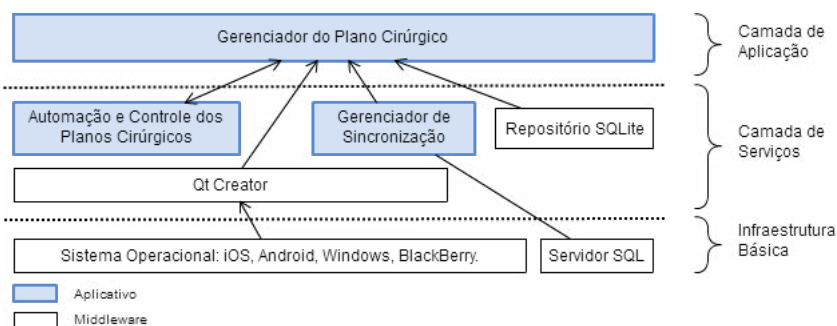 Gerenciador do Plano Cirúrgico
Camada de
Aplicação
Automação e Controle dos
Planos Cirúrgicos
Gerenciador de
Sincronização
Repositório SQLite
Camada de
Serviços
Qt Creator
Infraestrutura
Básica
Sistema Operacional: iOS, Android, Windows, BlackBerry.
Servidor SQL
Aplicativo
Middleware